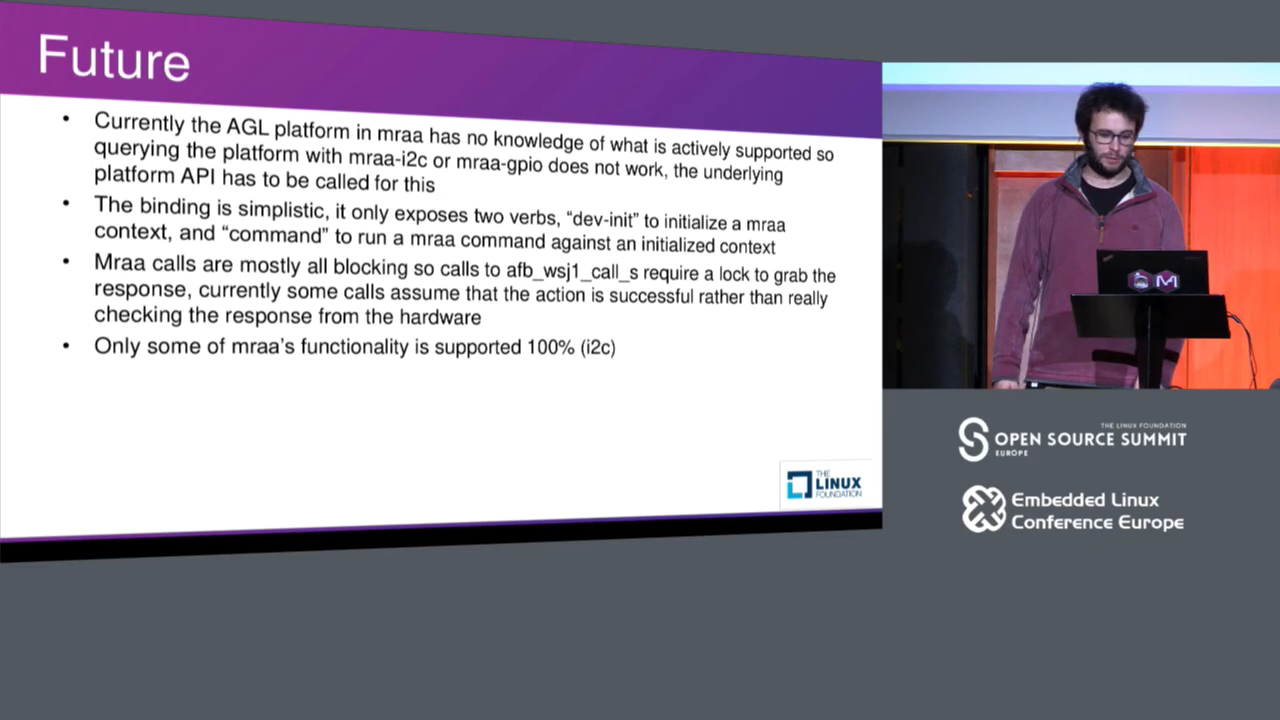 Future
• Currently the AGL platform in mraa has no knowledge of what is actively supported so
querying the platform with mraa-i2c or mraa-gpio does not work, the underlying
platform API has to be called for this
• The binding is simplistic, it only exposes two verbs, “dev-init” to initialize a mraa
context, and “command” to run a mraa command against an initialized context
• Mraa calls are mostly all blocking so calls to afb_wsj1_call_s require a lock to grab the
response, currently some calls assume that the action is successful rather than really
checking the response from the hardware
• Only some of mraa’s functionality is supported 100% (i2c)
THE
LINUX
FOUNDATION
THE LINUX FOUNDATION
OPEN SOURCE SUMMIT
EUROPE
Embedded Linux
Conference Europe